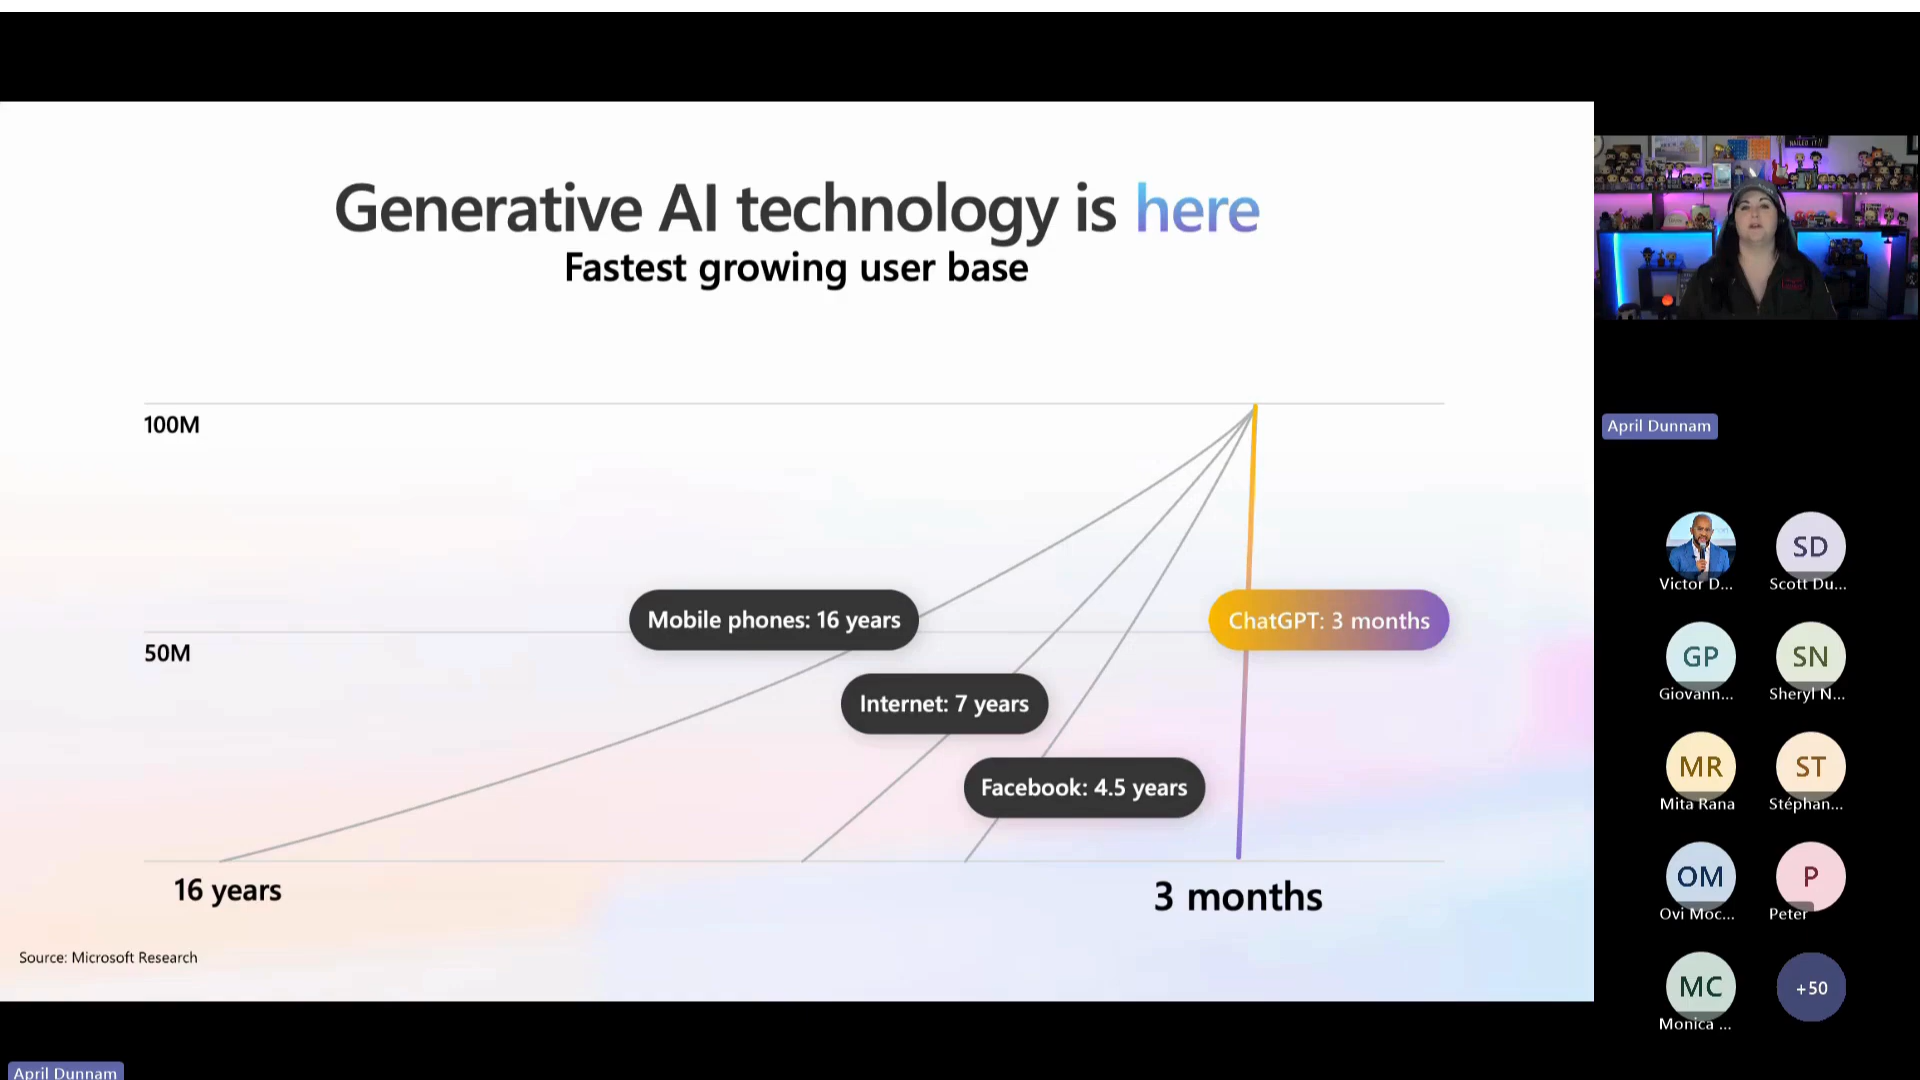 Generative AI technology is here
Fastest growing user base
100M
Mobile phones: 16 years
ChatGPT: 3 months
50M
Internet: 7 years
Facebook: 4.5 years
16 years
3 months
Source: Microsoft Research
NAILED IT!!
April Dunnam
Victor D...
SD
Scott Du...
GP
Giovann...
SN
Sheryl N...
MR
Mita Rana
ST
Stéphan...
OM
Ovi Moc...
P
Peter
MC
Monica ...
+50
April Dunnam